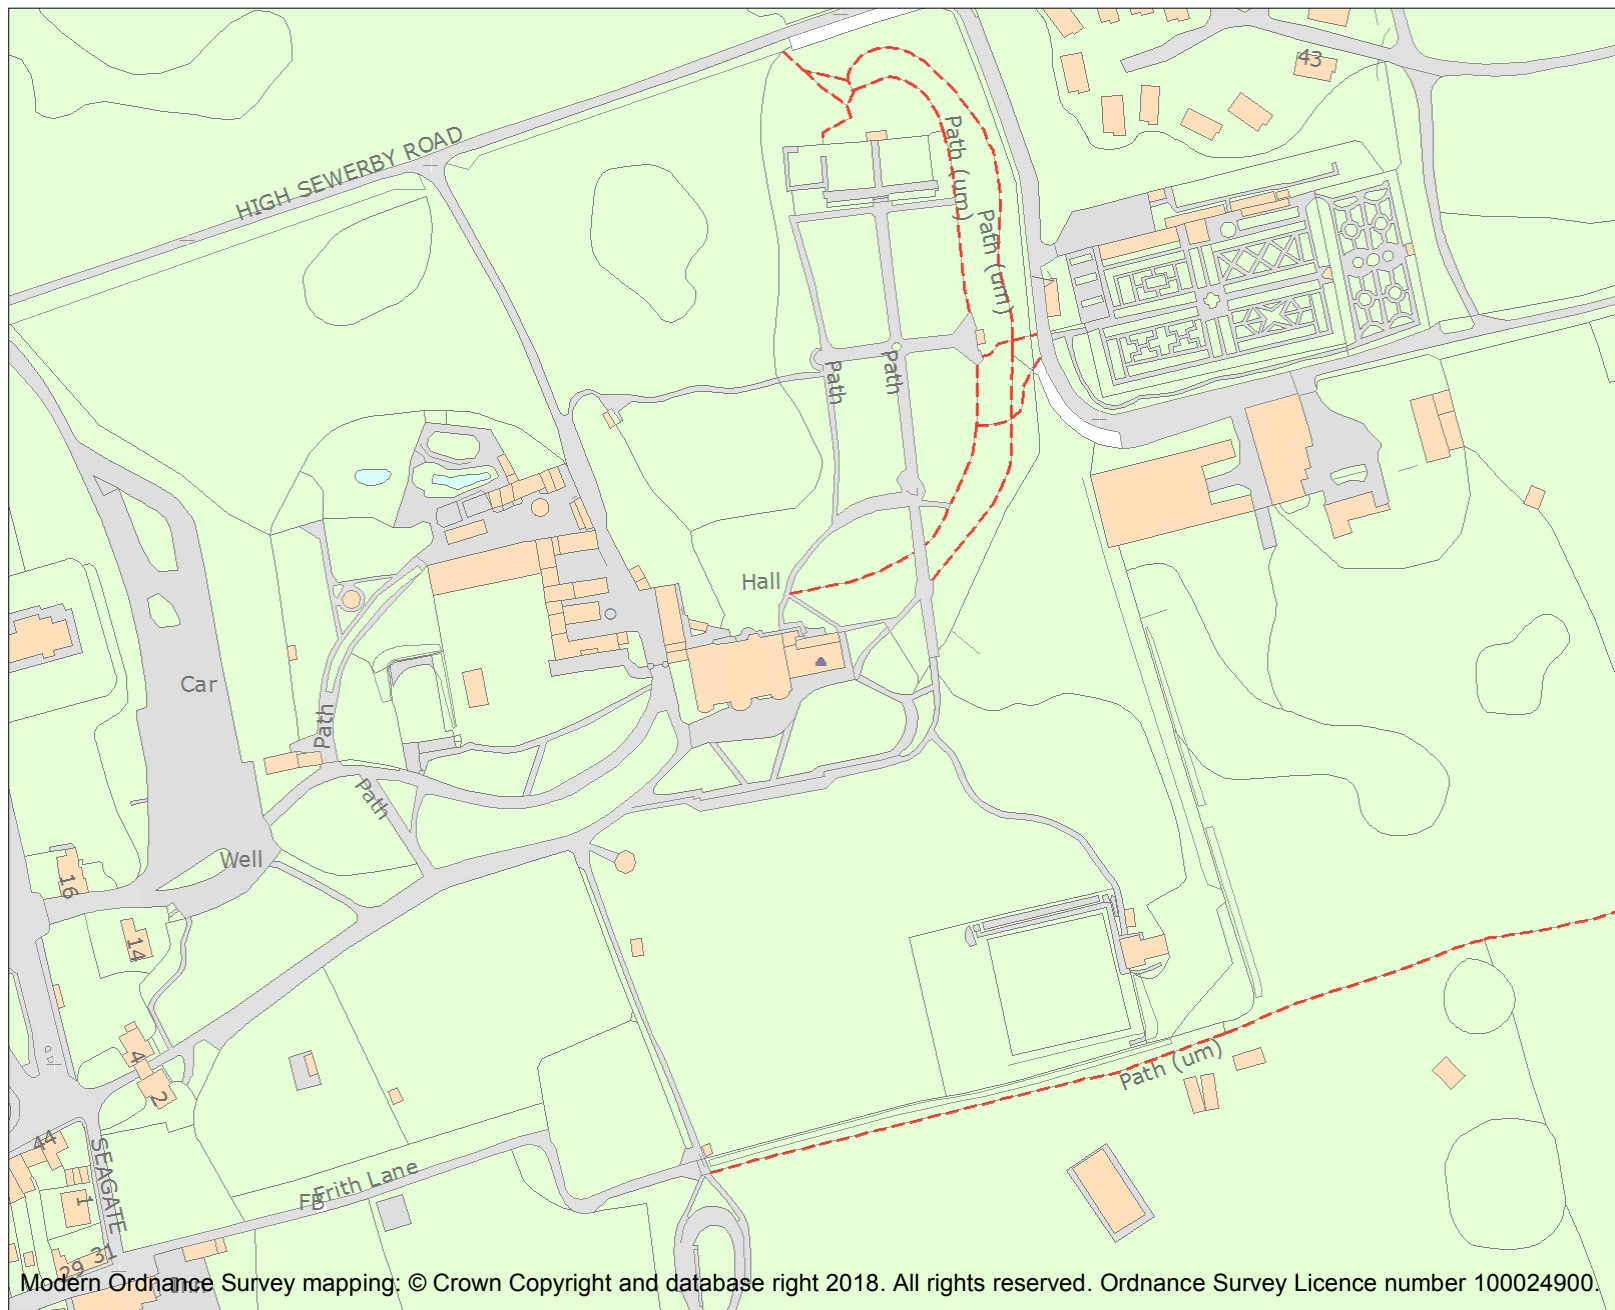 43
HIGH SEWERBY ROAD
Path (um)
Path (um)
Path
Path
Hall
Car
Path
Path
Well
16
14
4
2
Path (um)
44
SEAGATE
1
Frith Lane
FB
31
29
Modern Ordnance Survey mapping: © Crown Copyright and database right 2018. All rights reserved. Ordnance Survey Licence number 100024900.